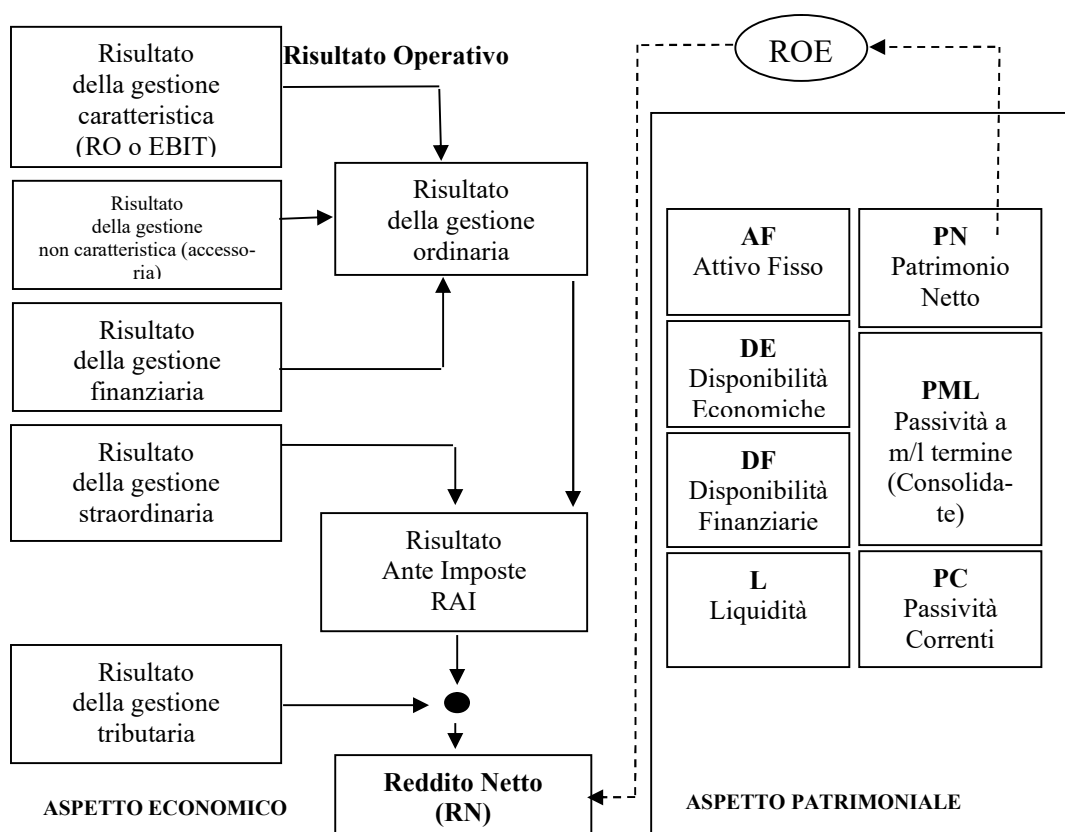 Risultato
della gestione
caratteristica
(RO o EBIT)
Risultato Operativo
ROE
Risultato
della gestione
non caratteristica (accesso-
ria)
Risultato
della gestione
ordinaria
Risultato
della gestione
finanziaria
Risultato
della gestione
straordinaria
Risultato
Ante Imposte
RAI
Risultato
della gestione
tributaria
Reddito Netto
(RN)
ASPETTO ECONOMICO
AF
Attivo Fisso
DE
Disponibilità
Economiche
DF
Disponibilità
Finanziarie
L
Liquidità
PN
Patrimonio
Netto
PML
Passività a
m/l termine
(Consolida-
te)
PC
Passività
Correnti
ASPETTO PATRIMONIALE